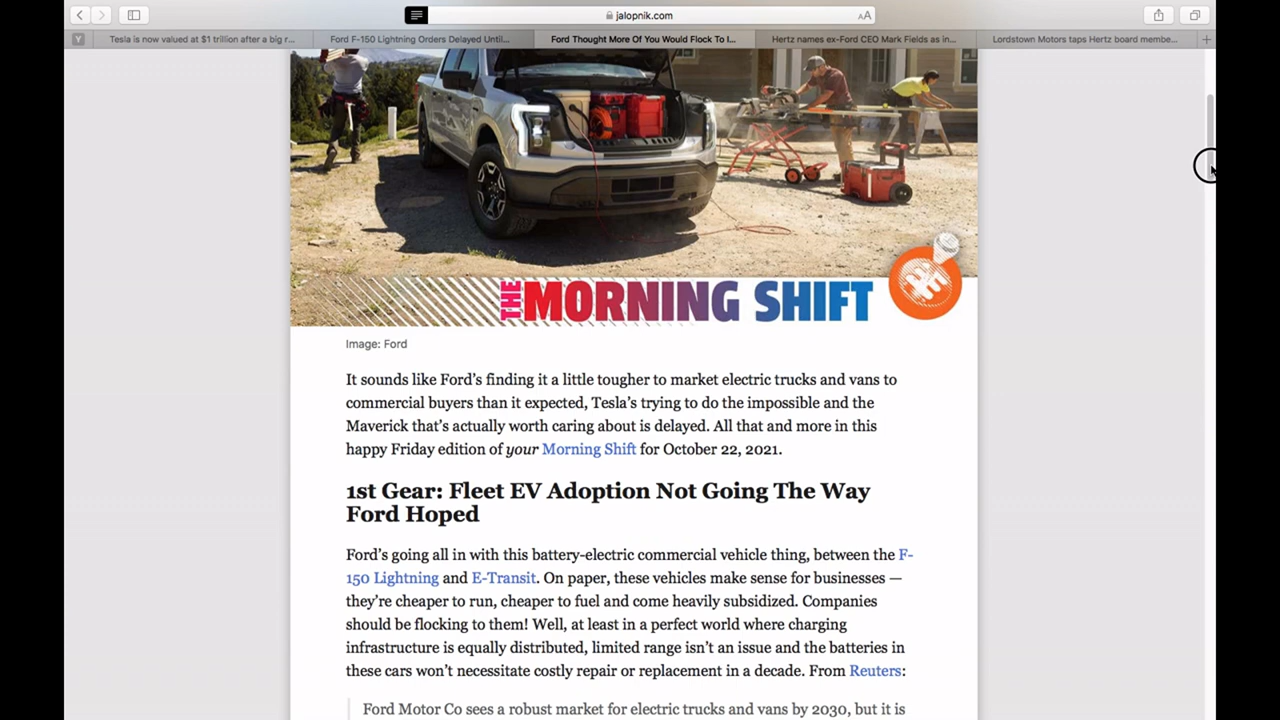 jalopnik.com
AA
Y
Tesla is now valued at $1 trillion after a big r...
Ford F-150 Lightning Orders Delayed Until...
Ford Thought More Of You Would Flock To I...
Hertz names ex-Ford CEO Mark Fields as in...
Lordstown Motors taps Hertz board membe...
THE MORNING SHIFT
Image: Ford
It sounds like Ford's finding it a little tougher to market electric trucks and vans to
commercial buyers than it expected, Tesla's trying to do the impossible and the
Maverick that's actually worth caring about is delayed. All that and more in this
happy Friday edition of your Morning Shift for October 22, 2021.
1st Gear: Fleet EV Adoption Not Going The Way
Ford Hoped
Ford's going all in with this battery-electric commercial vehicle thing, between the F-
150 Lightning and E-Transit. On paper, these vehicles make sense for businesses —
they're cheaper to run, cheaper to fuel and come heavily subsidized. Companies
should be flocking to them! Well, at least in a perfect world where charging
infrastructure is equally distributed, limited range isn't an issue and the batteries in
these cars won't necessitate costly repair or replacement in a decade. From Reuters:
Ford Motor Co sees a robust market for electric trucks and vans by 2030, but it is